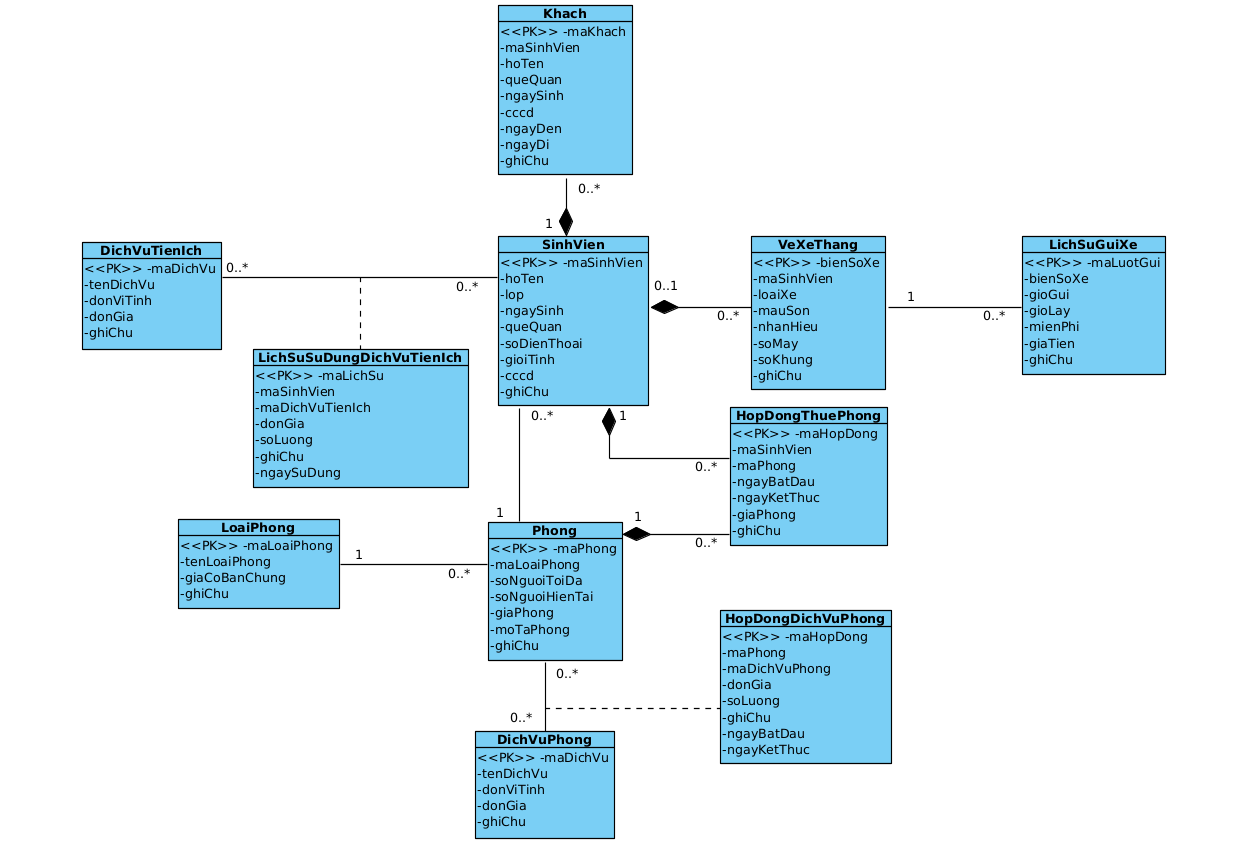 Khach
<<PK>> -maKhach
-maSinhVien
-hoTen
-queQuan
-ngaySinh
-cccd
-ngayDen
-ngayDi
-ghiChu
0..*
1
DichVuTienIch
<<PK>> -maDichVu
-tenDichVu
-donViTinh
-donGia
-ghiChu
0..*
0..*
SinhVien
<<PK>> -maSinhVien
-hoTen
-lop
-ngaySinh
-queQuan
-soDienThoai
-gioiTinh
-cccd
-ghiChu
0..1
0..*
VeXeThang
<<PK>> -bienSoXe
-maSinhVien
-loaiXe
-mauSon
-nhanHieu
-soMay
-soKhung
-ghiChu
1
0..*
LichSuGuiXe
<<PK>> -maLuotGui
-bienSoXe
-gioGui
-gioLay
-mienPhi
-giaTien
-ghiChu
LichSuSuDungDichVuTienIch
<<PK>> -maLichSu
-maSinhVien
-maDichVuTienIch
-donGia
-soLuong
-ghiChu
-ngaySuDung
0..*
1
1
0..*
HopDongThuePhong
<<PK>> -maHopDong
-maSinhVien
-maPhong
-ngayBatDau
-ngayKetThuc
-giaPhong
-ghiChu
LoaiPhong
<<PK>> -maLoaiPhong
-tenLoaiPhong
-giaCoBanChung
-ghiChu
1
0..*
Phong
<<PK>> -maPhong
-maLoaiPhong
-soNguoiToiDa
-soNguoiHienTai
-giaPhong
-moTaPhong
-ghiChu
1
0..*
HopDongDichVuPhong
<<PK>> -maHopDong
-maPhong
-maDichVuPhong
-donGia
-soLuong
-ghiChu
-ngayBatDau
-ngayKetThuc
0..*
0..*
DichVuPhong
<<PK>> -maDichVu
-tenDichVu
-donViTinh
-donGia
-ghiChu